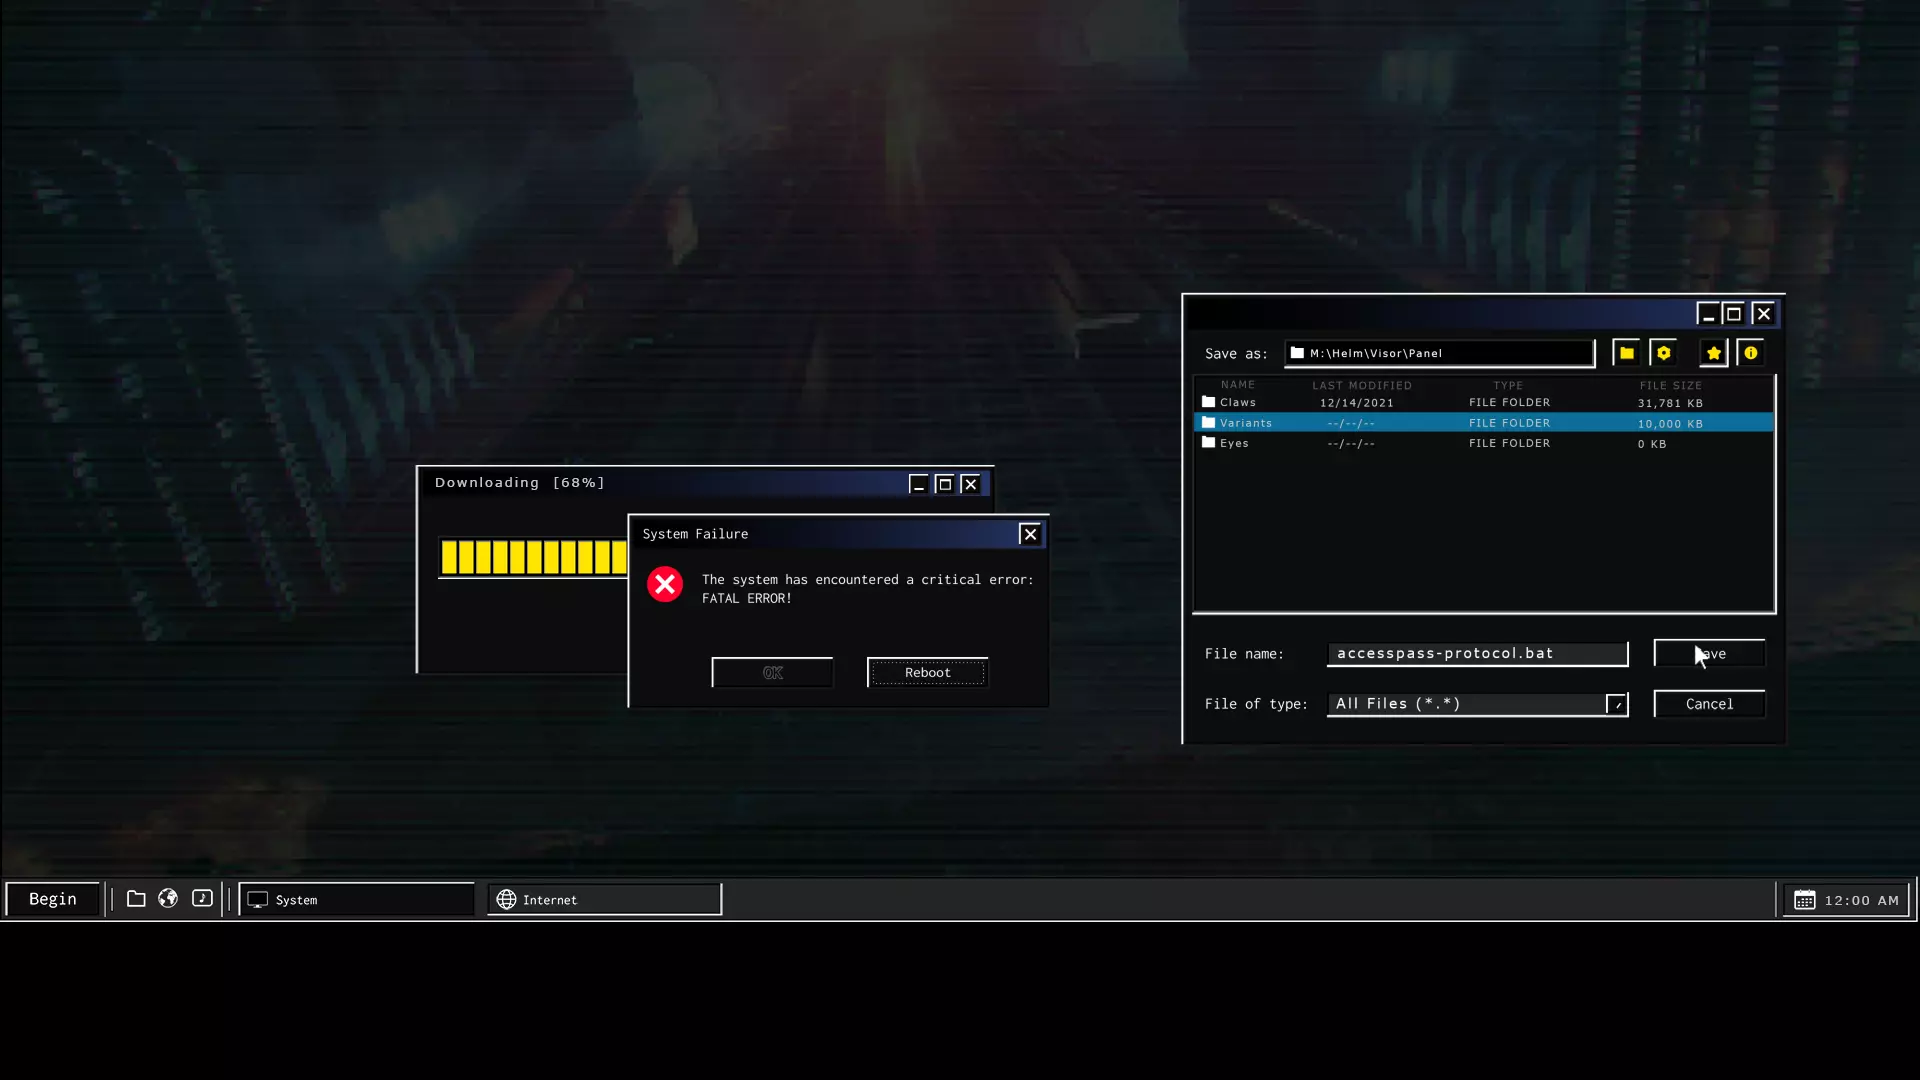 Downloading [68%]
System Failure
The system has encountered a critical error:
FATAL ERROR!
OK
Reboot
Save as:
M:\Helm\Visor\Panel
NAME LAST MODIFIED TYPE FILE SIZE
Claws 12/14/2021 FILE FOLDER 31,781 KB
Variants --/--/-- FILE FOLDER 10,000 KB
Eyes --/--/-- FILE FOLDER 0 KB
File name: accesspass-protocol.bat
File of type: All Files (*.*)
Cancel
Begin
System
Internet
12:00 AM